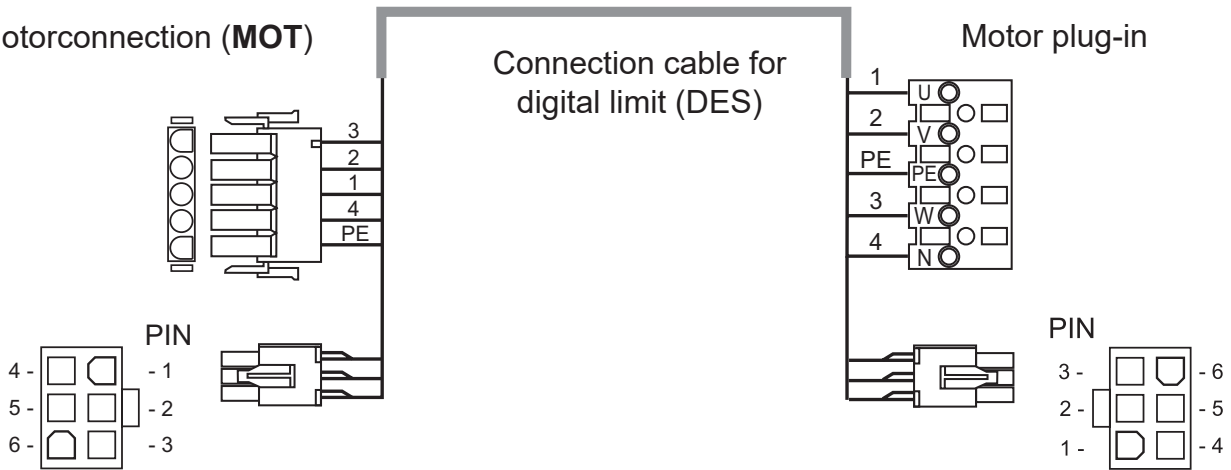 otorconnection (MOT)
Connection cable for
digital limit (DES)
Motor plug-in
3
2
1
4
PE
1
2
PE
3
4
U
V
PE
W
N
PIN
4 -
- 1
5 -
- 2
6 -
- 3
PIN
3 -
- 6
2 -
- 5
1 -
- 4